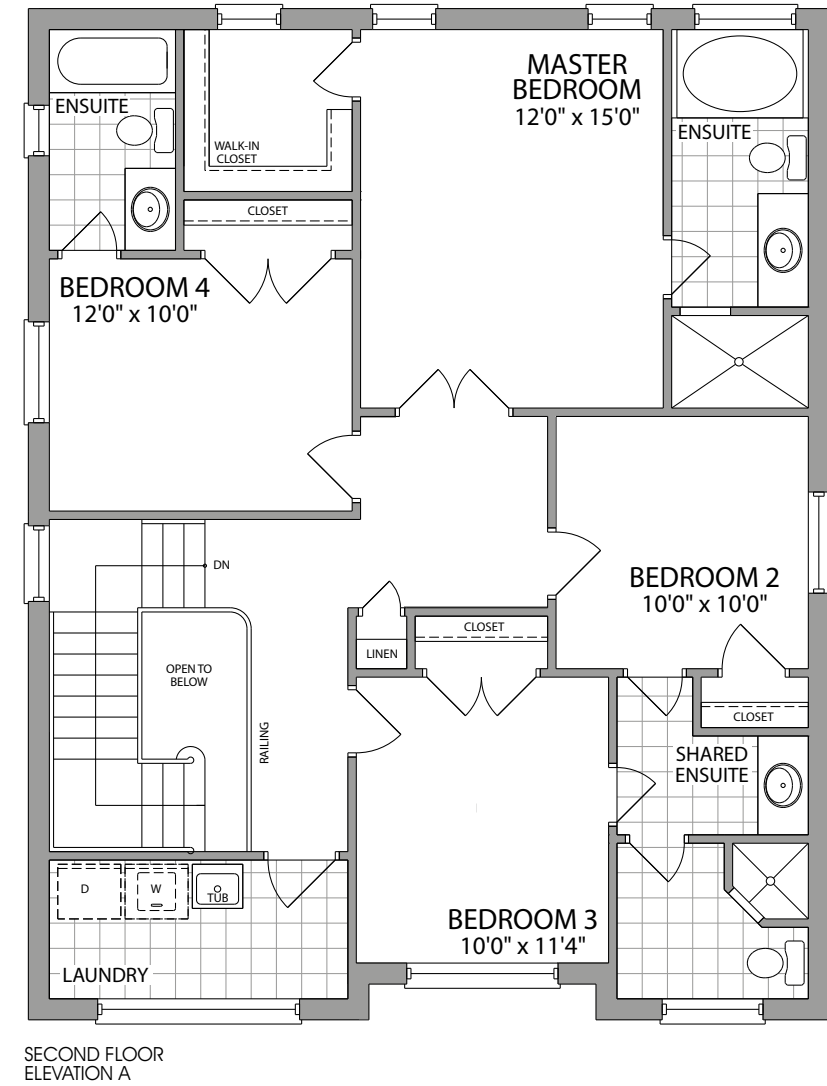 MASTER
BEDROOM
12'0" x 15'0"
ENSUITE
ENSUITE
WALK-IN
CLOSET
CLOSET
BEDROOM 4
12'0" x 10'0"
DN
BEDROOM 2
10'0" x 10'0"
CLOSET
LINEN
OPEN TO
BELOW
RAILING
CLOSET
SHARED
ENSUITE
D
W
TUB
BEDROOM 3
10'0" x 11'4"
LAUNDRY
SECOND FLOOR
ELEVATION A